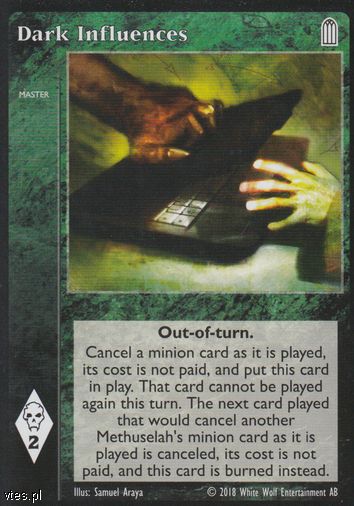 Dark Influences
MASTER
Out-of-turn.
Cancel a minion card as it is played,
its cost is not paid, and put this card
in play. That card cannot be played
again this turn. The next card played
that would cancel another
Methuselah's minion card as it is
played is canceled, its cost is not
paid, and this card is burned instead.
2
vtes.pl
Illus: Samuel Araya © 2018 White Wolf Entertainment AB